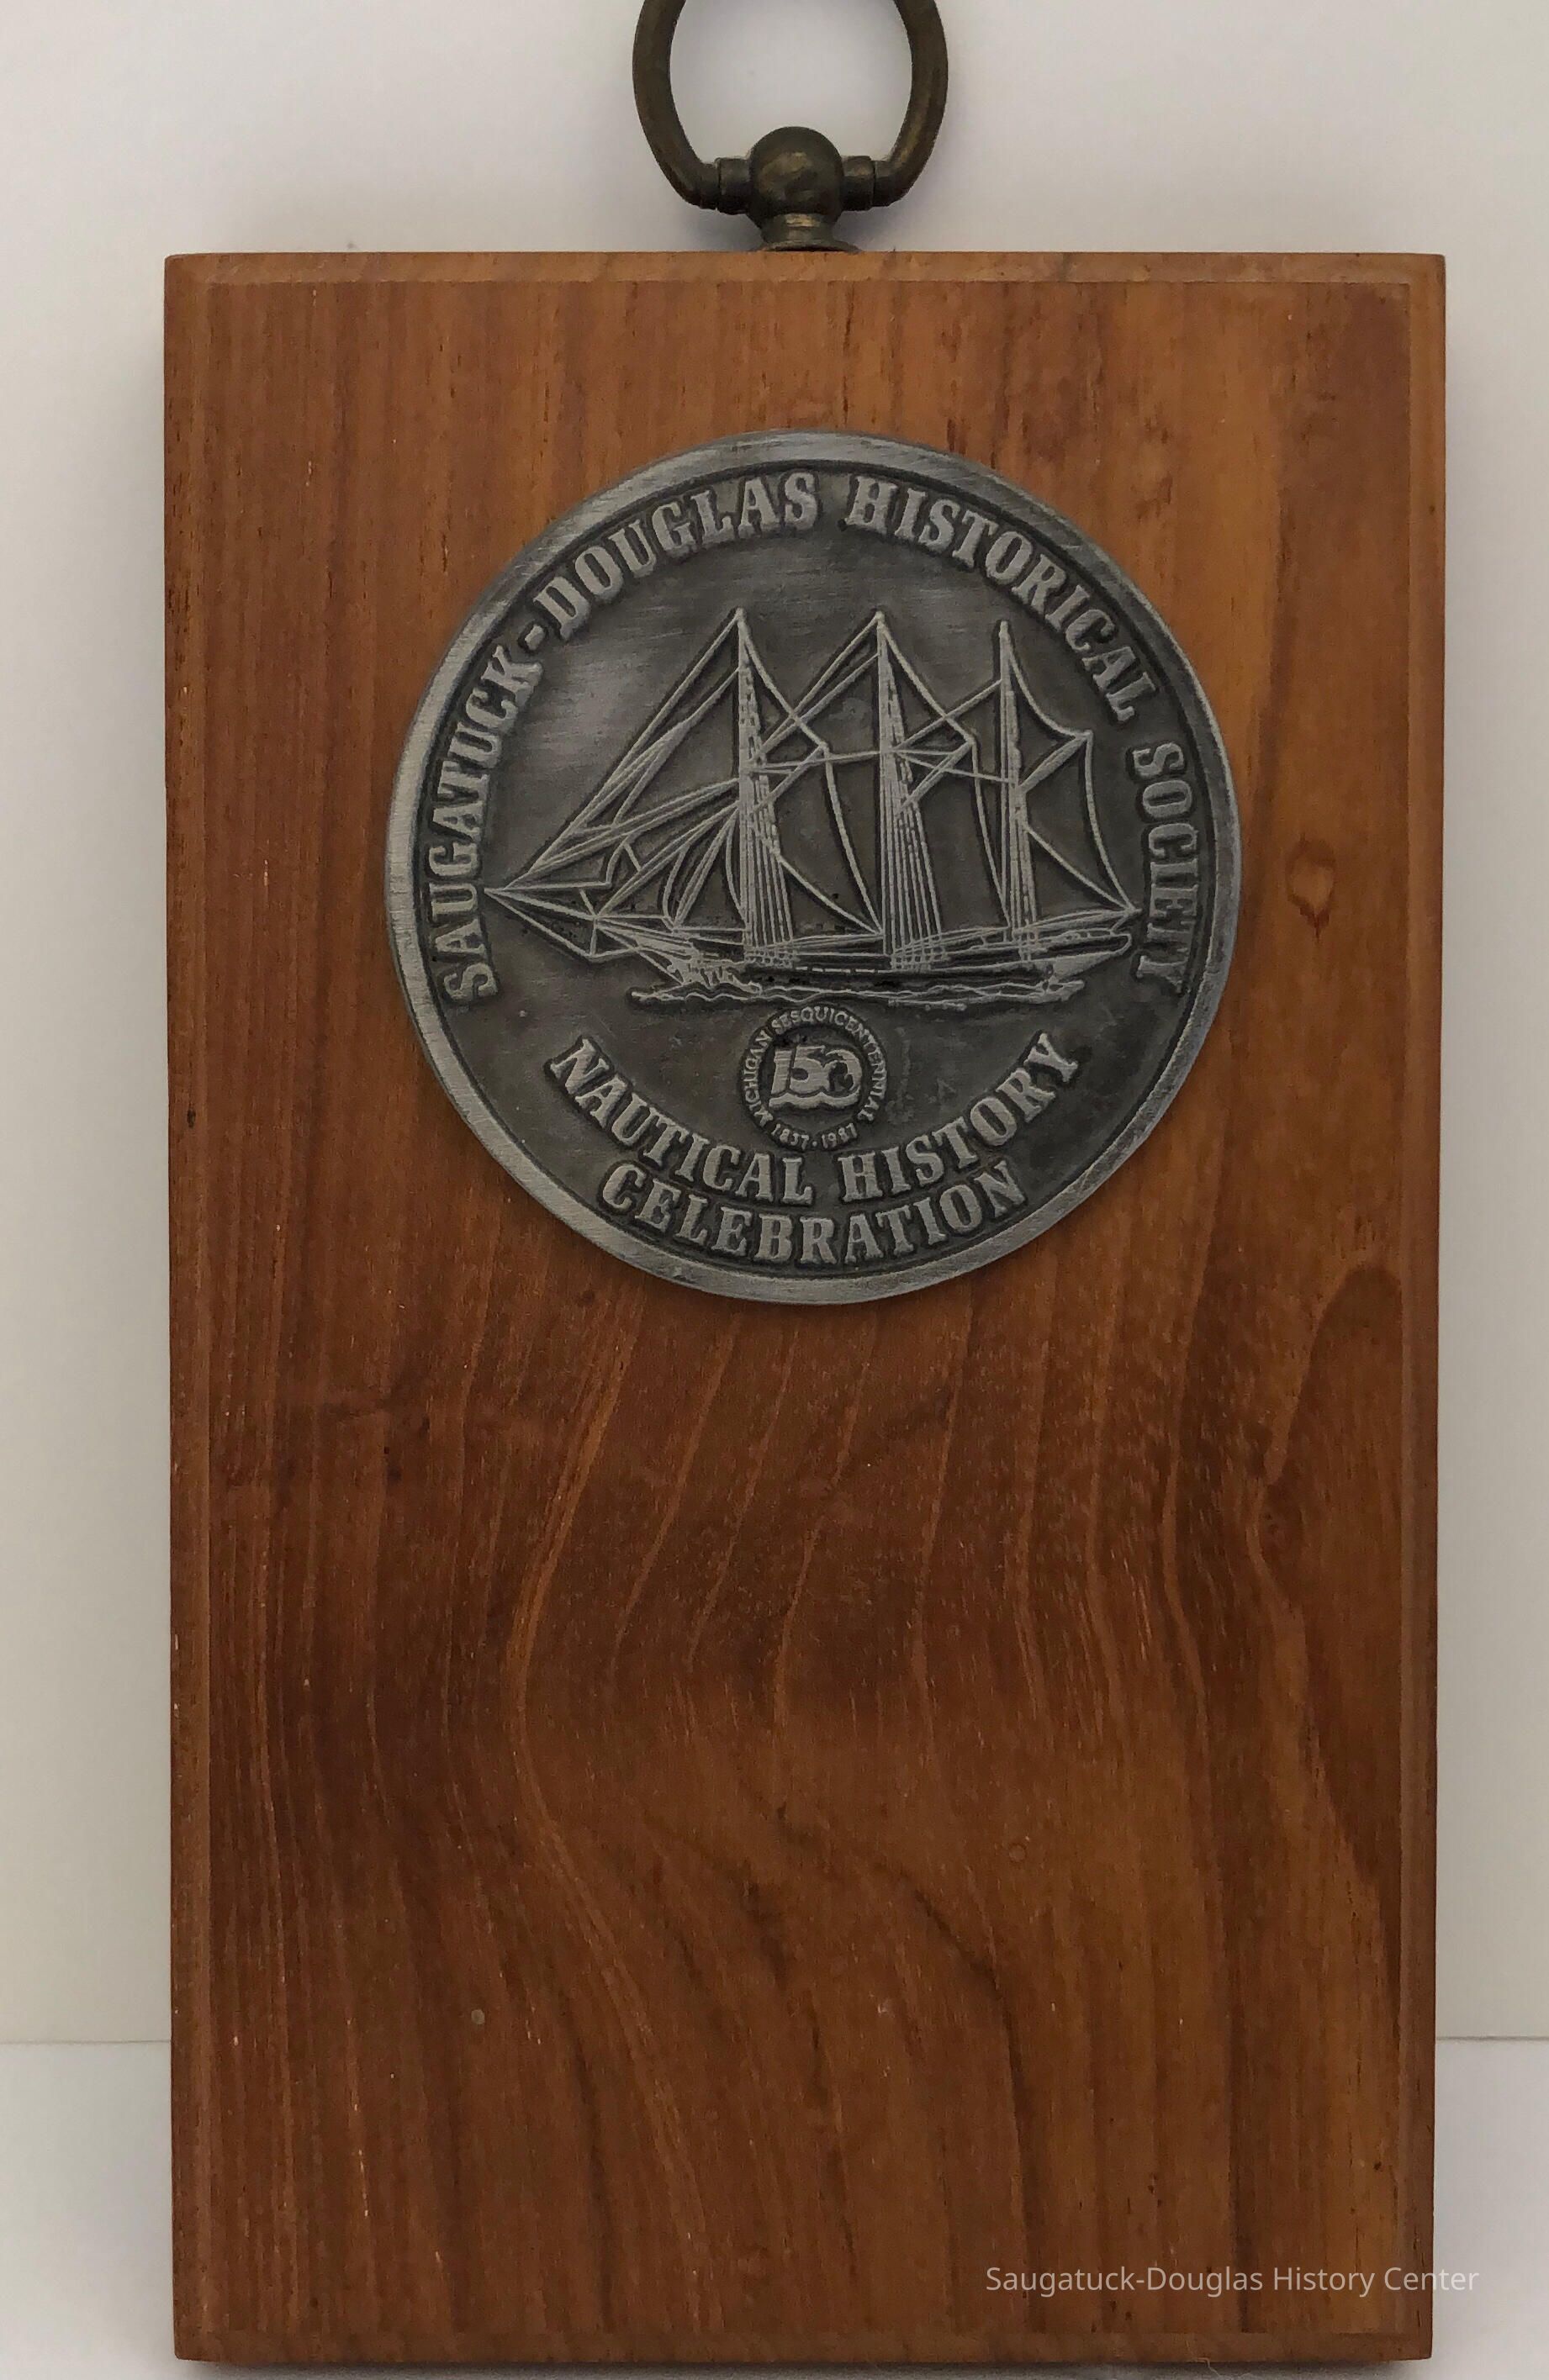 SAUGATUCK-DOUGLAS HISTORICAL SOCIETY
MICHIGAN SESQUICENTENNIAL
150
1837·1987
NAUTICAL HISTORY
CELEBRATION
Saugatuck-Douglas History Center